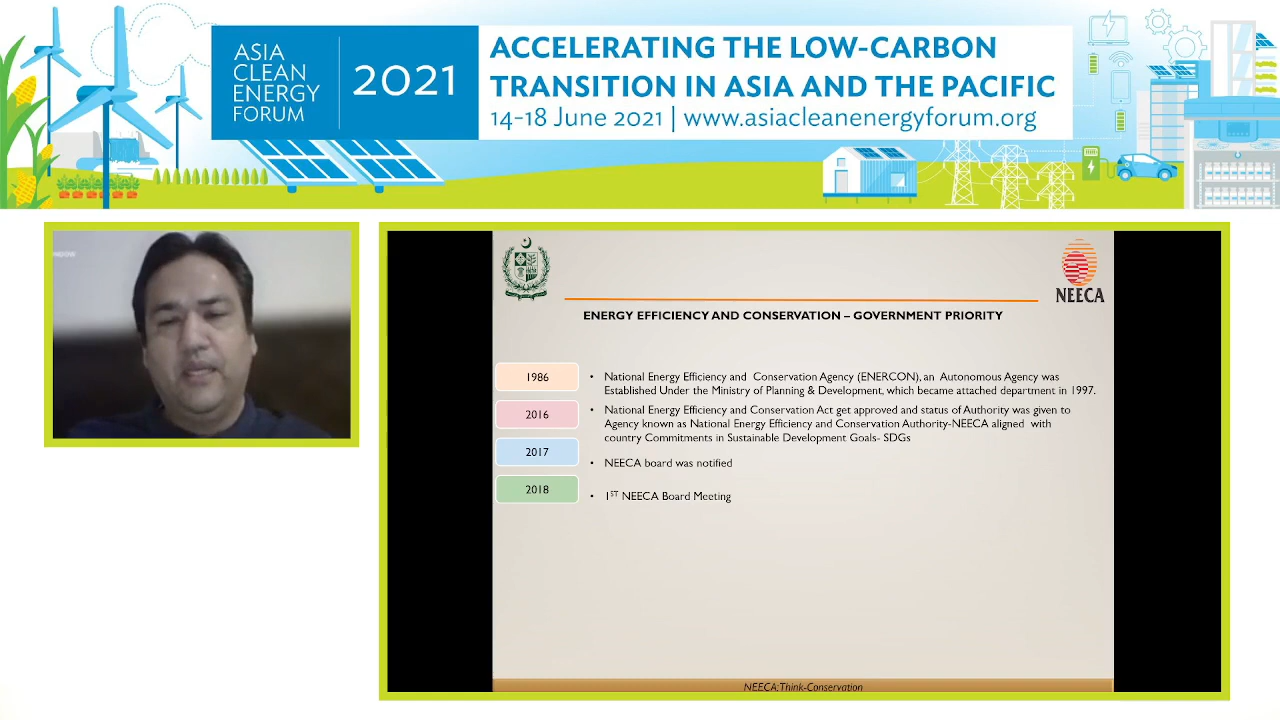 ASIA
CLEAN
ENERGY
FORUM
2021
ACCELERATING THE LOW-CARBON
TRANSITION IN ASIA AND THE PACIFIC
14-18 June 2021 | www.asiacleanenergyforum.org
NEECA
ENERGY EFFICIENCY AND CONSERVATION – GOVERNMENT PRIORITY
1986
• National Energy Efficiency and Conservation Agency (ENERCON), an Autonomous Agency was
Established Under the Ministry of Planning & Development, which became attached department in 1997.
2016
• National Energy Efficiency and Conservation Act get approved and status of Authority was given to
Agency known as National Energy Efficiency and Conservation Authority-NEECA aligned with
country Commitments in Sustainable Development Goals- SDGs
2017
• NEECA board was notified
2018
• 1ST NEECA Board Meeting
NEECA:Think-Conservation